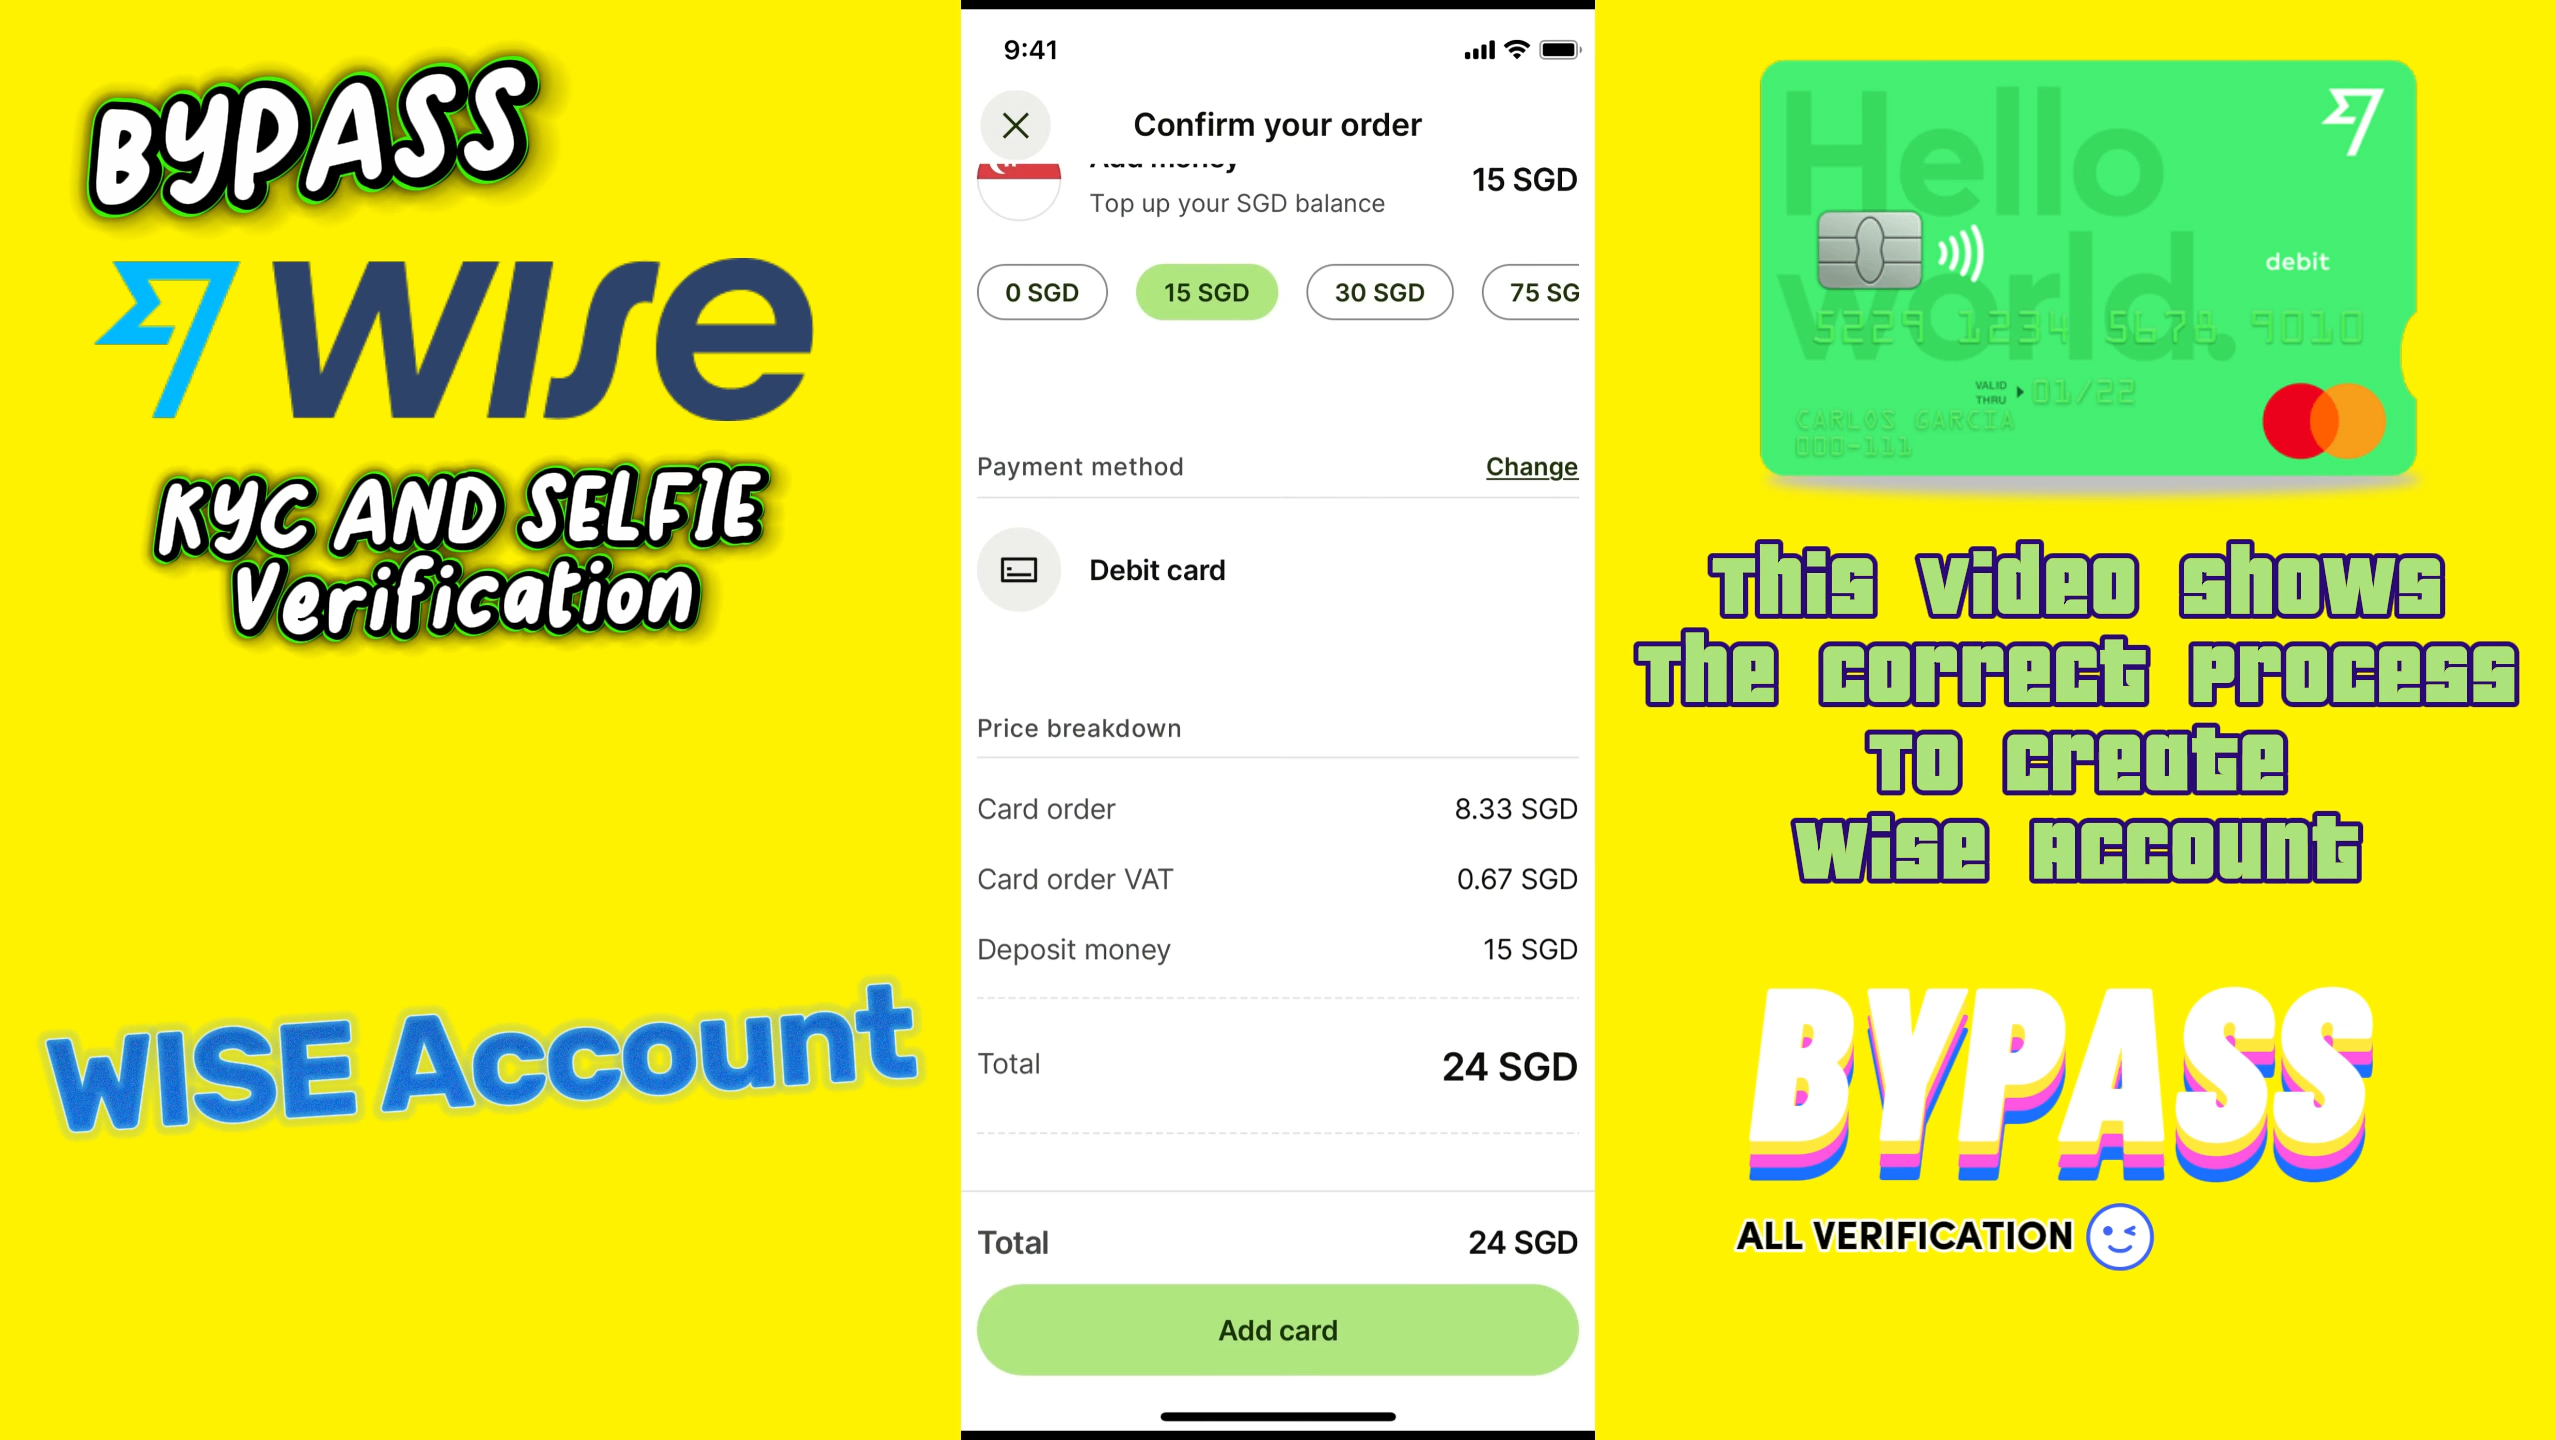 BYPASS
wise
KYC AND SELFIE
Verification
WISE Account
9:41
Confirm your order
Add money
15 SGD
Top up your SGD balance
0 SGD
15 SGD
30 SGD
75 SG
Payment method
Change
Debit card
Price breakdown
Card order
8.33 SGD
Card order VAT
0.67 SGD
Deposit money
15 SGD
Total
24 SGD
Total
24 SGD
Add card
Hello
world.
debit
5229 1234 5678 9010
VALID
THRU
01/22
CARLOS GARCIA
000-111
This Video shows
The correct process
To create
Wise Account
BYPASS
ALL VERIFICATION